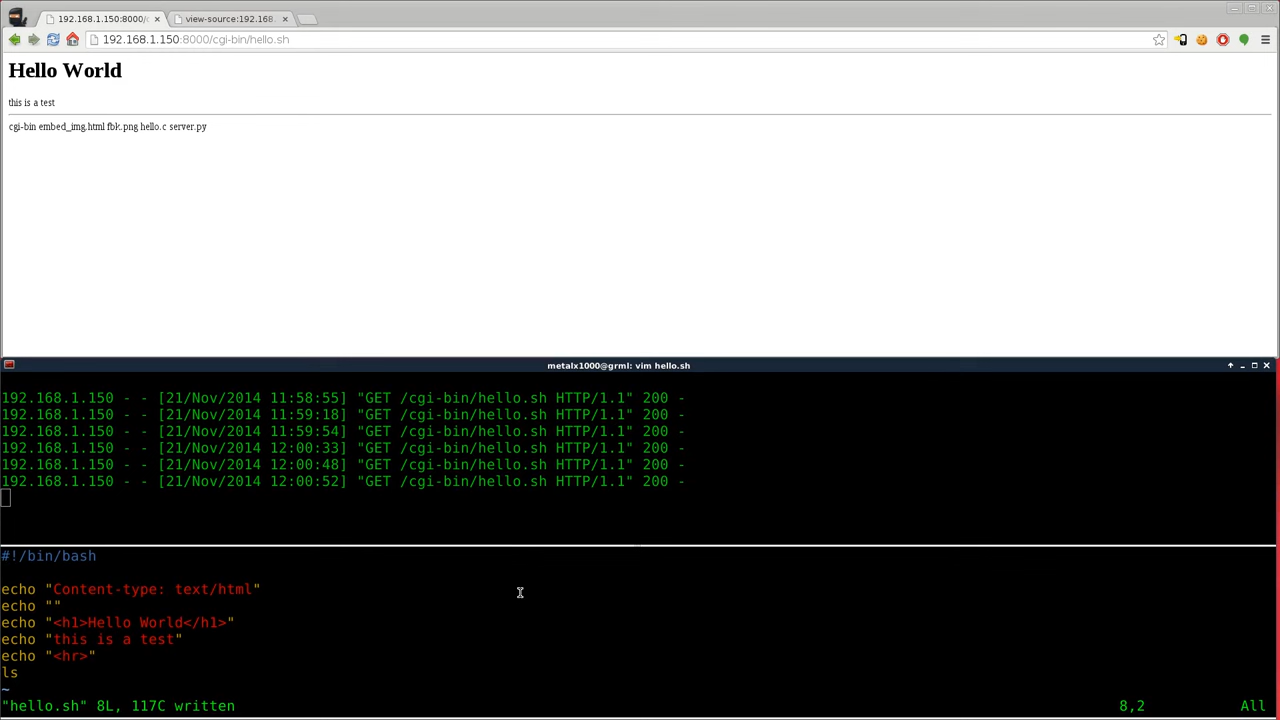 192.168.1.150:8000/c
view-source:192.168.
192.168.1.150:8000/cgi-bin/hello.sh
Hello World
this is a test
cgi-bin embed_img.html fbk.png hello.c server.py
metalx1000@grml: vim hello.sh
192.168.1.150 - - [21/Nov/2014 11:58:55] "GET /cgi-bin/hello.sh HTTP/1.1" 200 -
192.168.1.150 - - [21/Nov/2014 11:59:18] "GET /cgi-bin/hello.sh HTTP/1.1" 200 -
192.168.1.150 - - [21/Nov/2014 11:59:54] "GET /cgi-bin/hello.sh HTTP/1.1" 200 -
192.168.1.150 - - [21/Nov/2014 12:00:33] "GET /cgi-bin/hello.sh HTTP/1.1" 200 -
192.168.1.150 - - [21/Nov/2014 12:00:48] "GET /cgi-bin/hello.sh HTTP/1.1" 200 -
192.168.1.150 - - [21/Nov/2014 12:00:52] "GET /cgi-bin/hello.sh HTTP/1.1" 200 -
#!/bin/bash
echo "Content-type: text/html"
echo ""
echo "<h1>Hello World</h1>"
echo "this is a test"
echo "<hr>"
ls
~
"hello.sh" 8L, 117C written 8,2 All